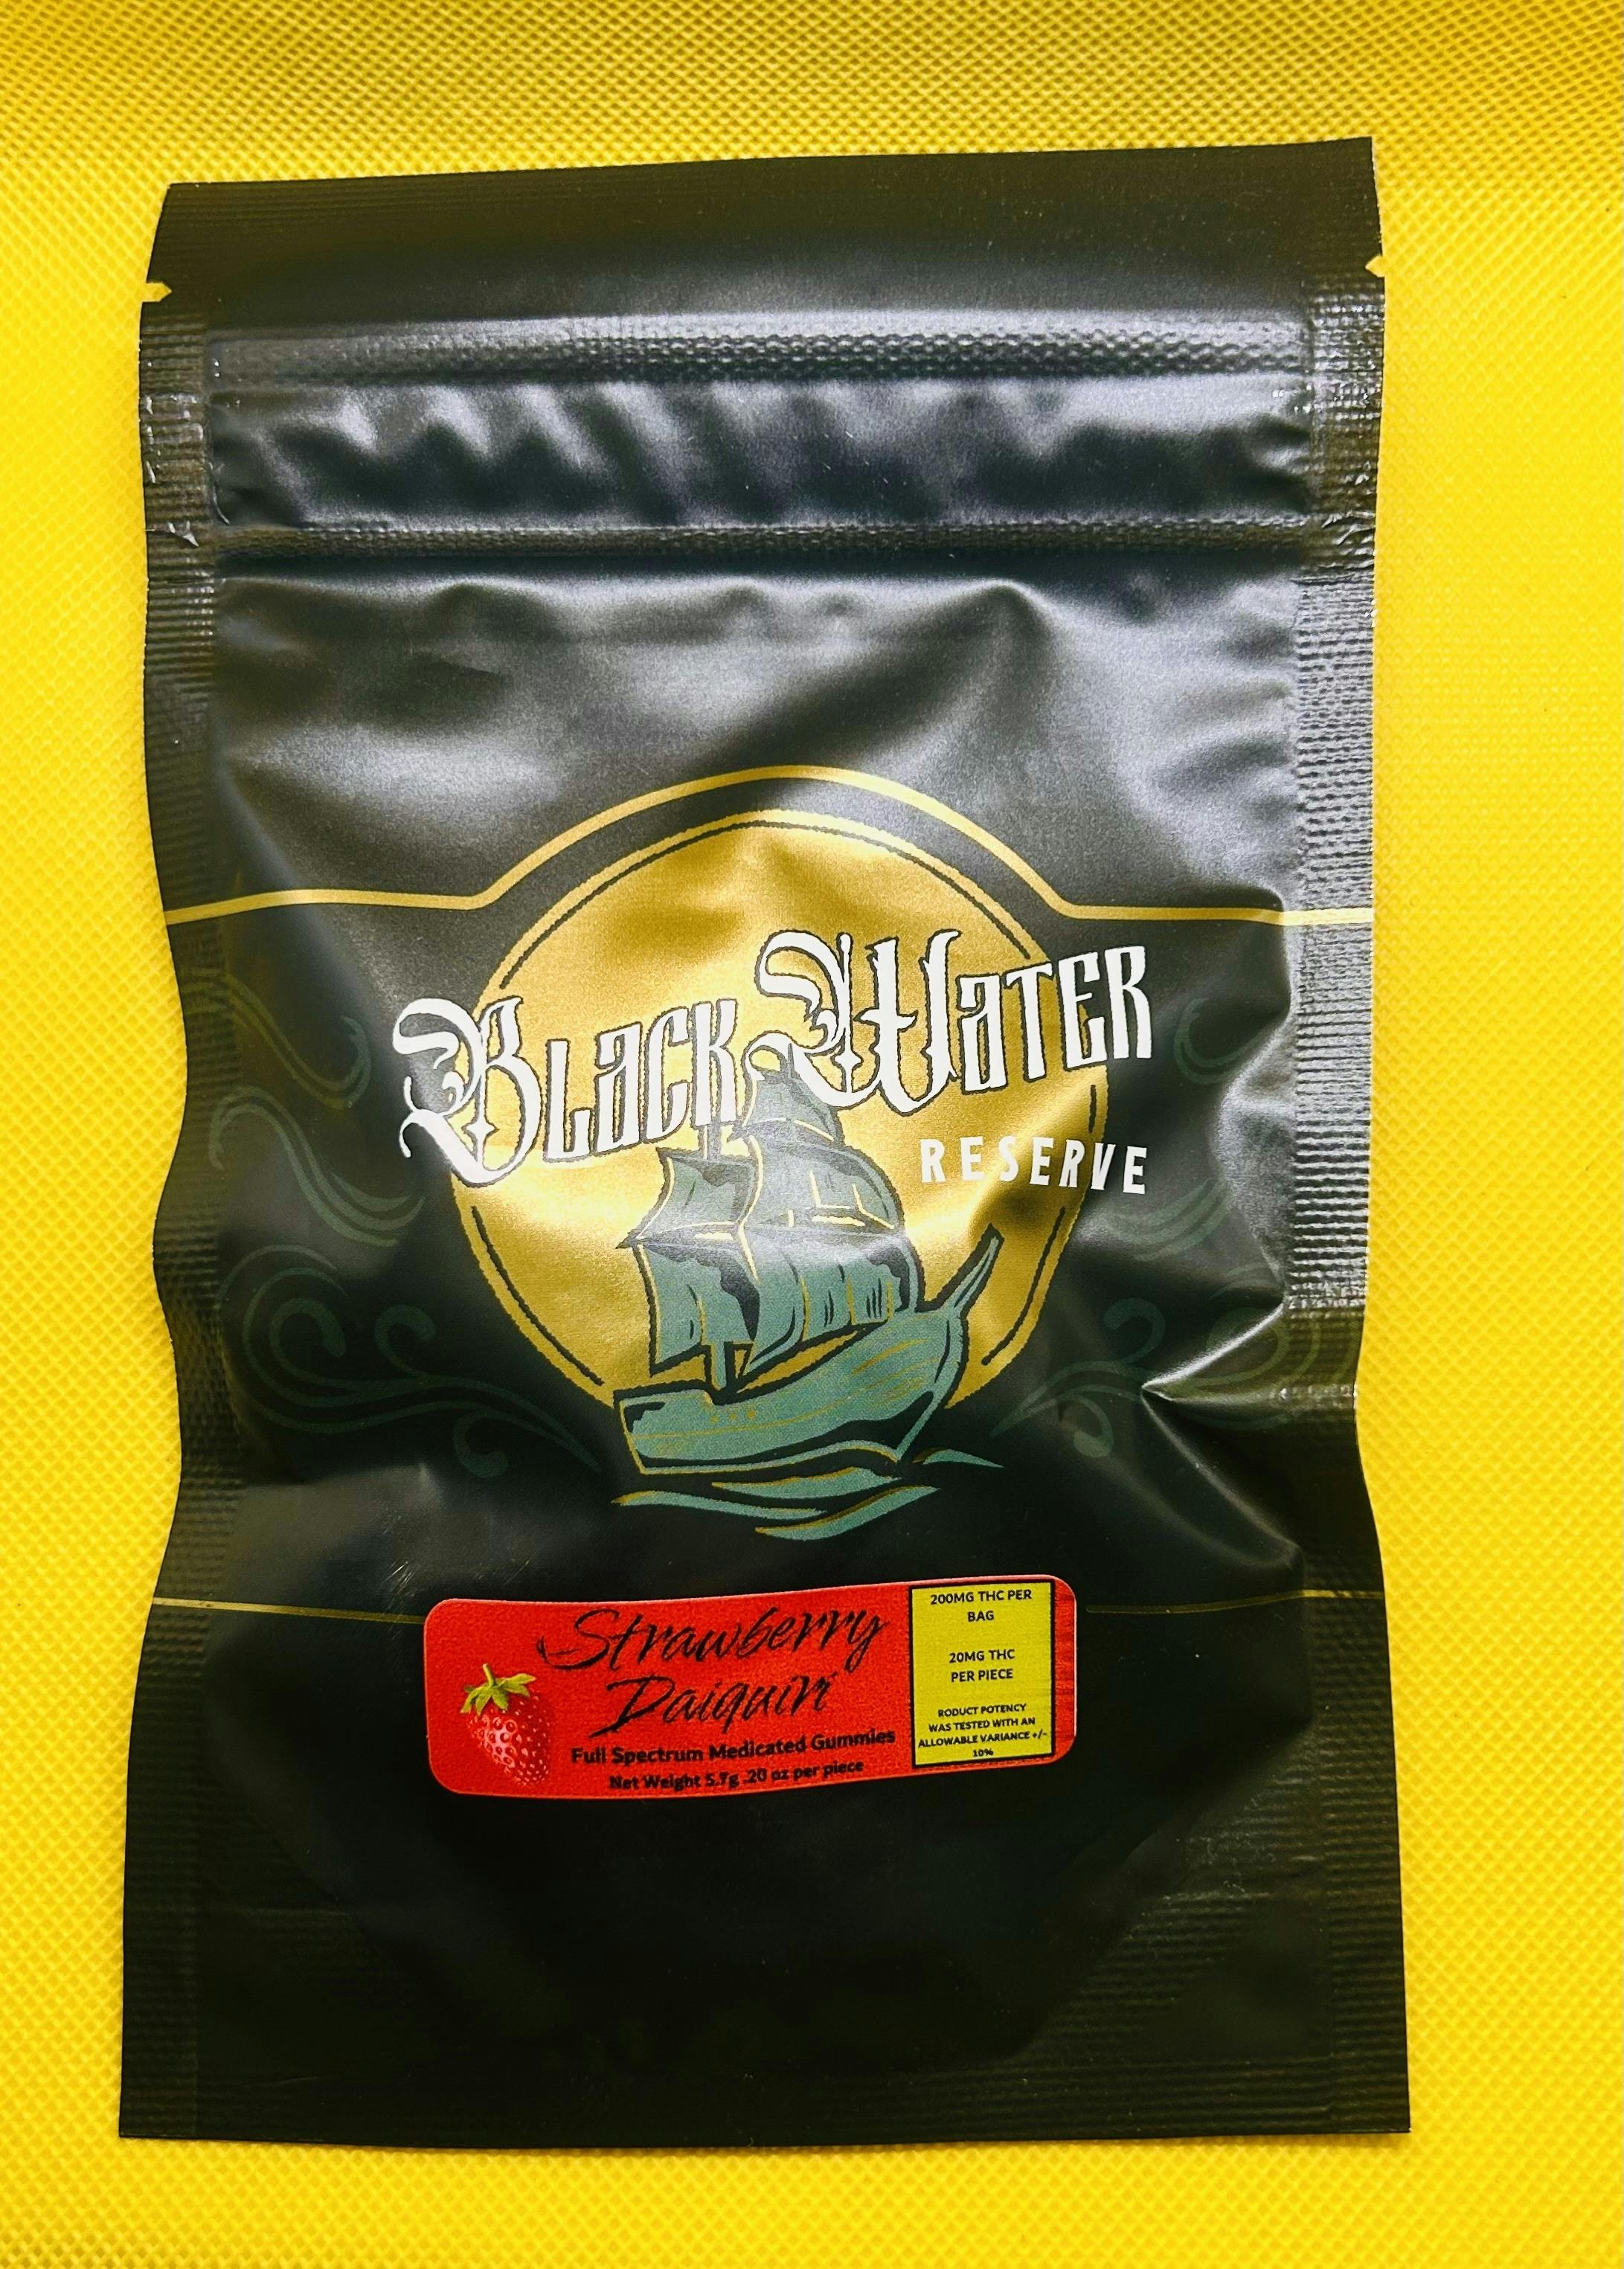 Black Water
RESERVE
Strawberry
Daiquiri
Full Spectrum Medicated Gummies
Net Weight 5.7g .20 oz per piece
200MG THC PER
BAG
20MG THC
PER PIECE
RODUCT POTENCY
WAS TESTED WITH AN
ALLOWABLE VARIANCE +/-
10%